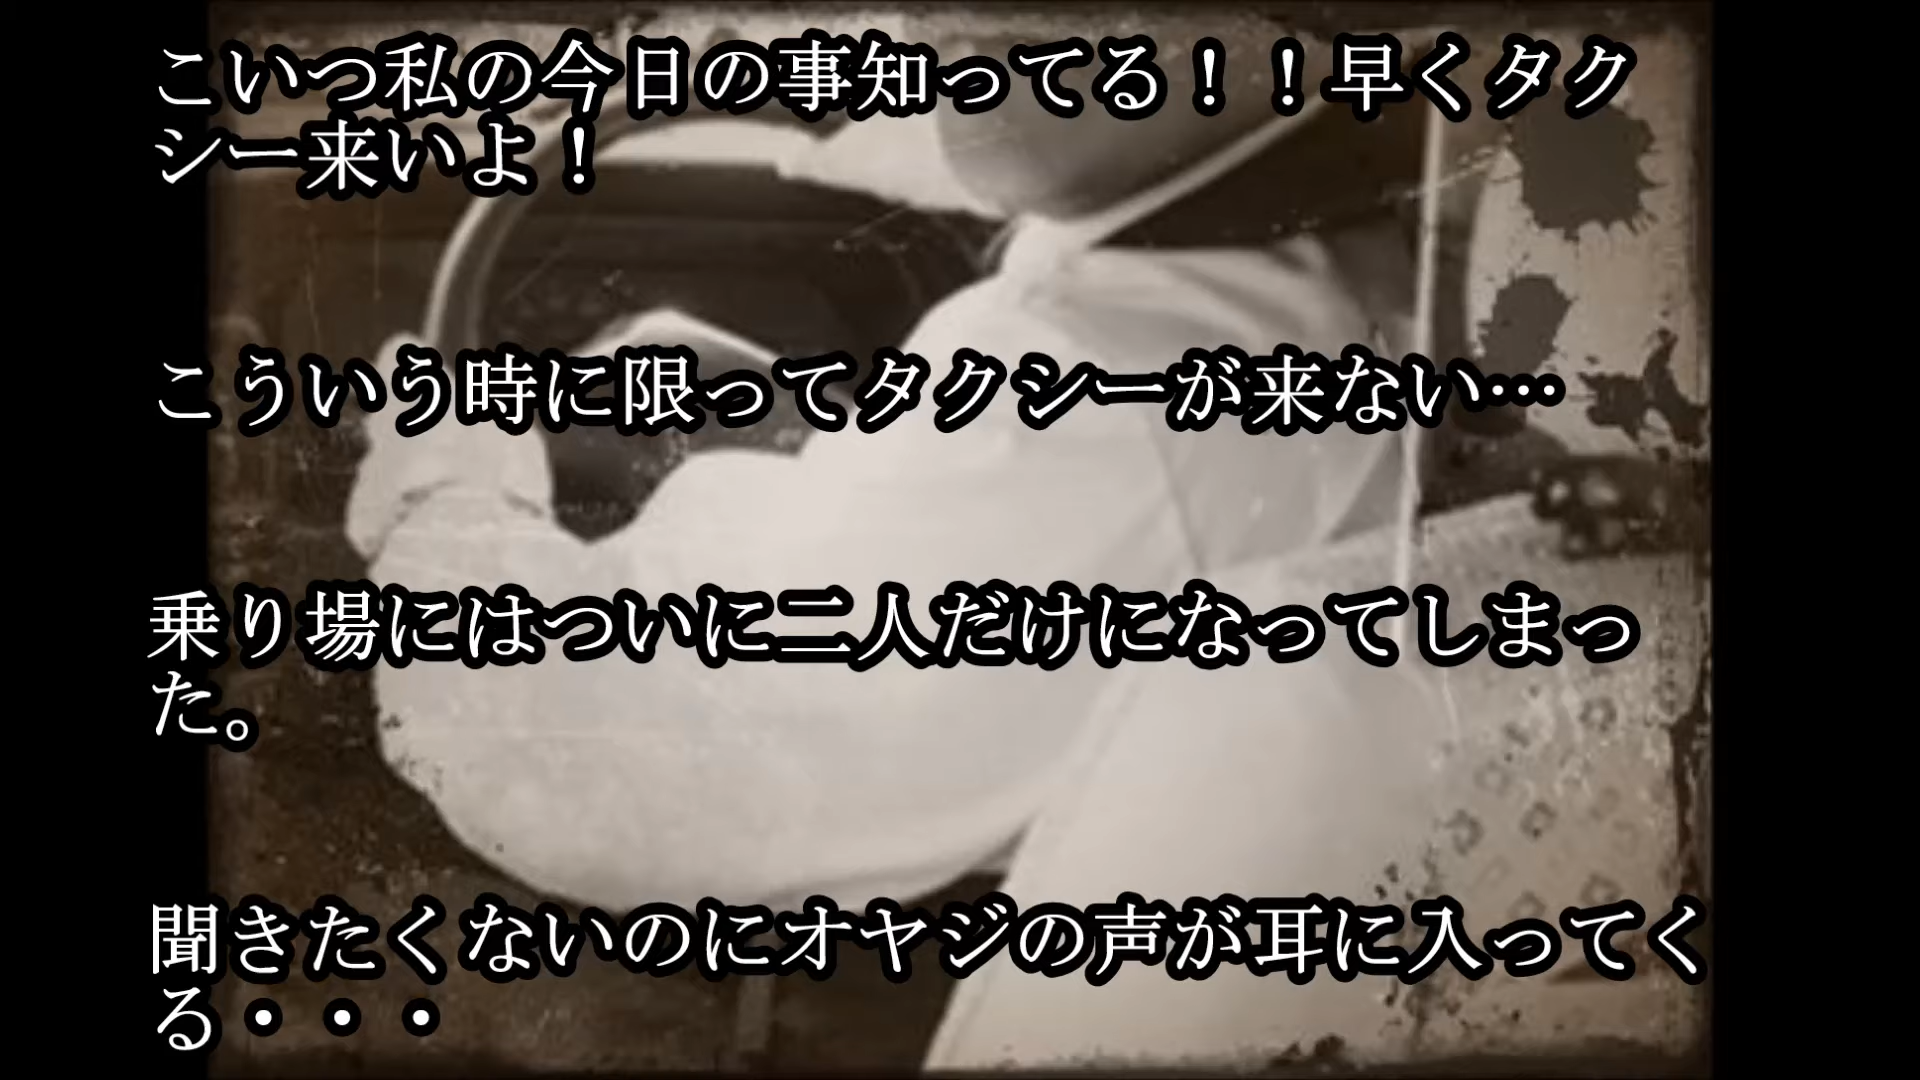 こいつ私の今日の事知ってる！！早くタク
シー来いよ！
こういう時に限ってタクシーが来ない…
乗り場にはついに二人だけになってしまっ
た。
聞きたくないのにオヤジの声が耳に入ってく
る・・・